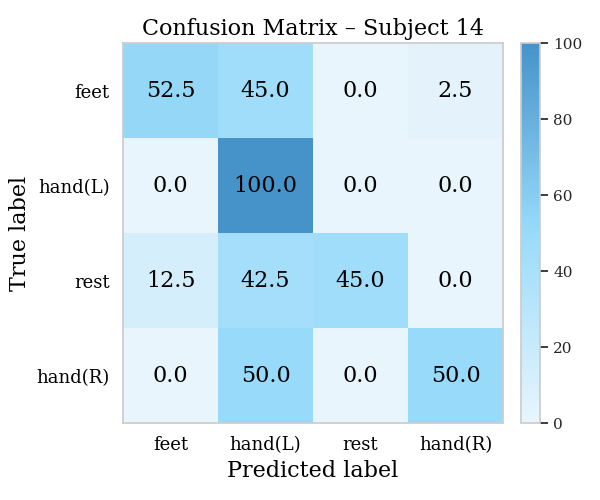 Confusion Matrix – Subject 14
True label
feet 52.5 45.0 0.0 2.5
hand(L) 0.0 100.0 0.0 0.0
rest 12.5 42.5 45.0 0.0
hand(R) 0.0 50.0 0.0 50.0
feet hand(L) rest hand(R)
Predicted label
100
80
60
40
20
0